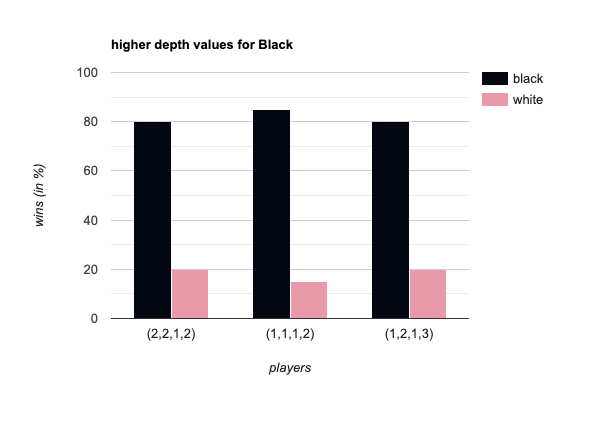 higher depth values for Black
100
80
60
40
20
0
wins (in %)
(2,2,1,2)
(1,1,1,2)
(1,2,1,3)
players
black
white